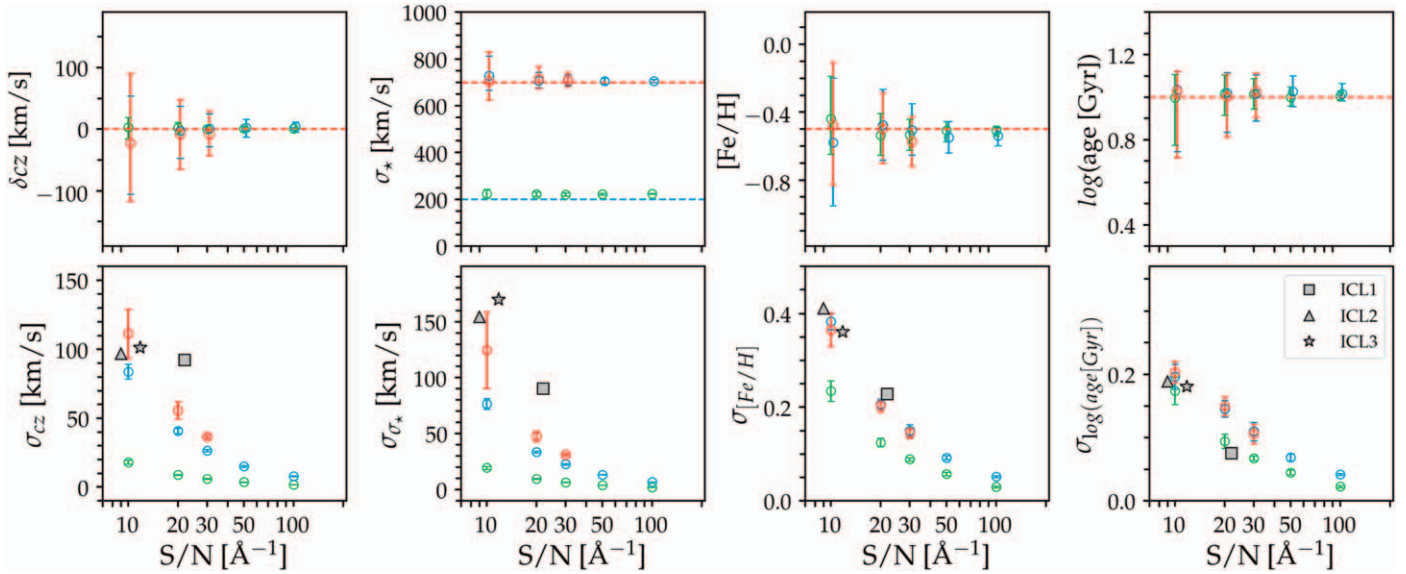 δcz [km/s]
100
0
−100
σ⋆ [km/s]
1000
800
600
400
200
0
[Fe/H]
0.0
−0.4
−0.8
log(age [Gyr])
1.2
0.8
0.4
σcz [km/s]
150
100
50
0
10 20 30 50 100
S/N [Å⁻¹]
σσ⋆ [km/s]
150
100
50
0
10 20 30 50 100
S/N [Å⁻¹]
σ[Fe/H]
0.4
0.2
0.0
10 20 30 50 100
S/N [Å⁻¹]
σlog(age[Gyr])
0.2
0.0
10 20 30 50 100
S/N [Å⁻¹]
ICL1
ICL2
ICL3